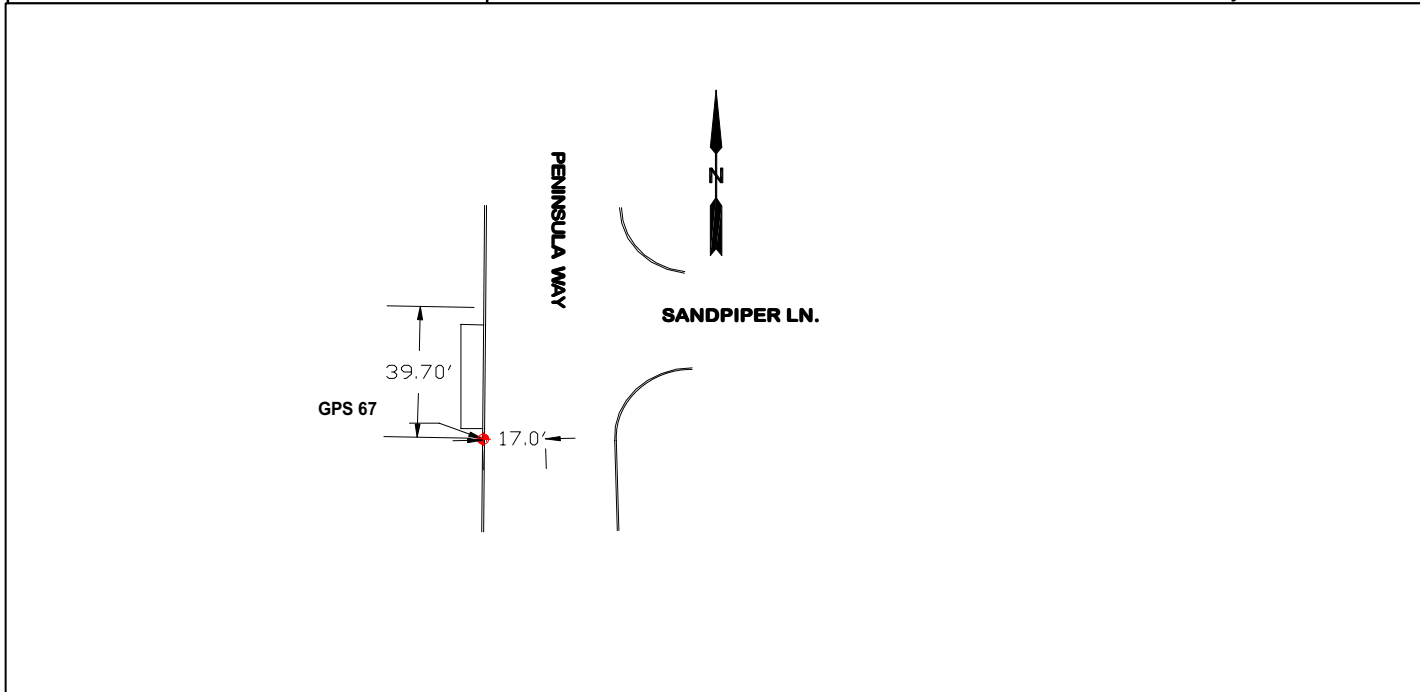 PENINSULA WAY
N
SANDPIPER LN.
39.70'
GPS 67
17.0'